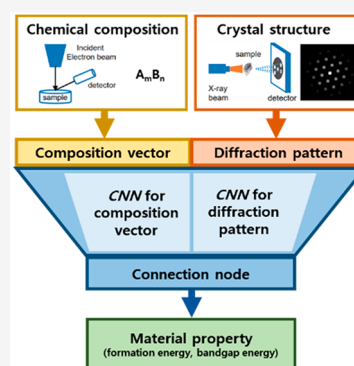 Chemical composition
Incident
Electron beam
detector
sample
AmBn
Crystal structure
sample
X-ray
beam
detector
Composition vector
Diffraction pattern
CNN for
composition
vector
CNN for
diffraction
pattern
Connection node
Material property
(formation energy, bandgap energy)